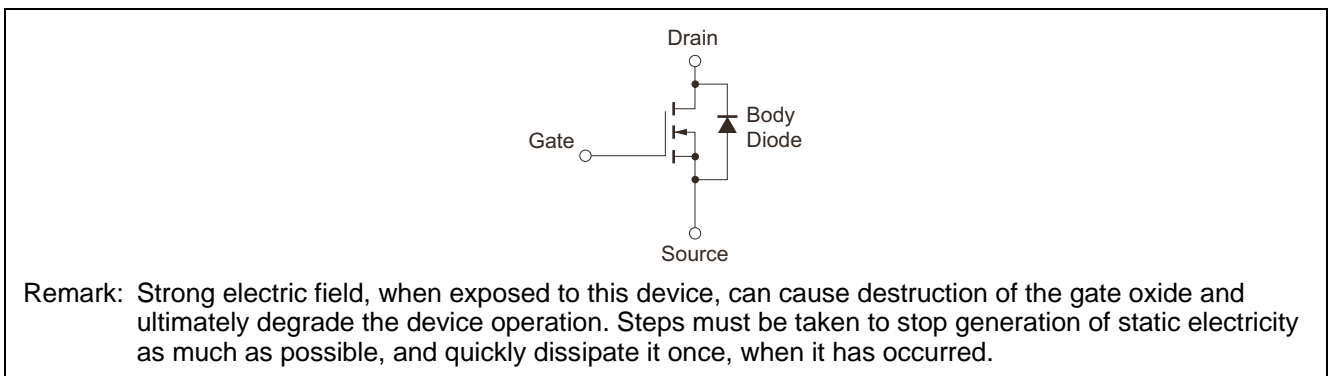 Drain
Body
Diode
Gate
Source
Remark: Strong electric field, when exposed to this device, can cause destruction of the gate oxide and
ultimately degrade the device operation. Steps must be taken to stop generation of static electricity
as much as possible, and quickly dissipate it once, when it has occurred.